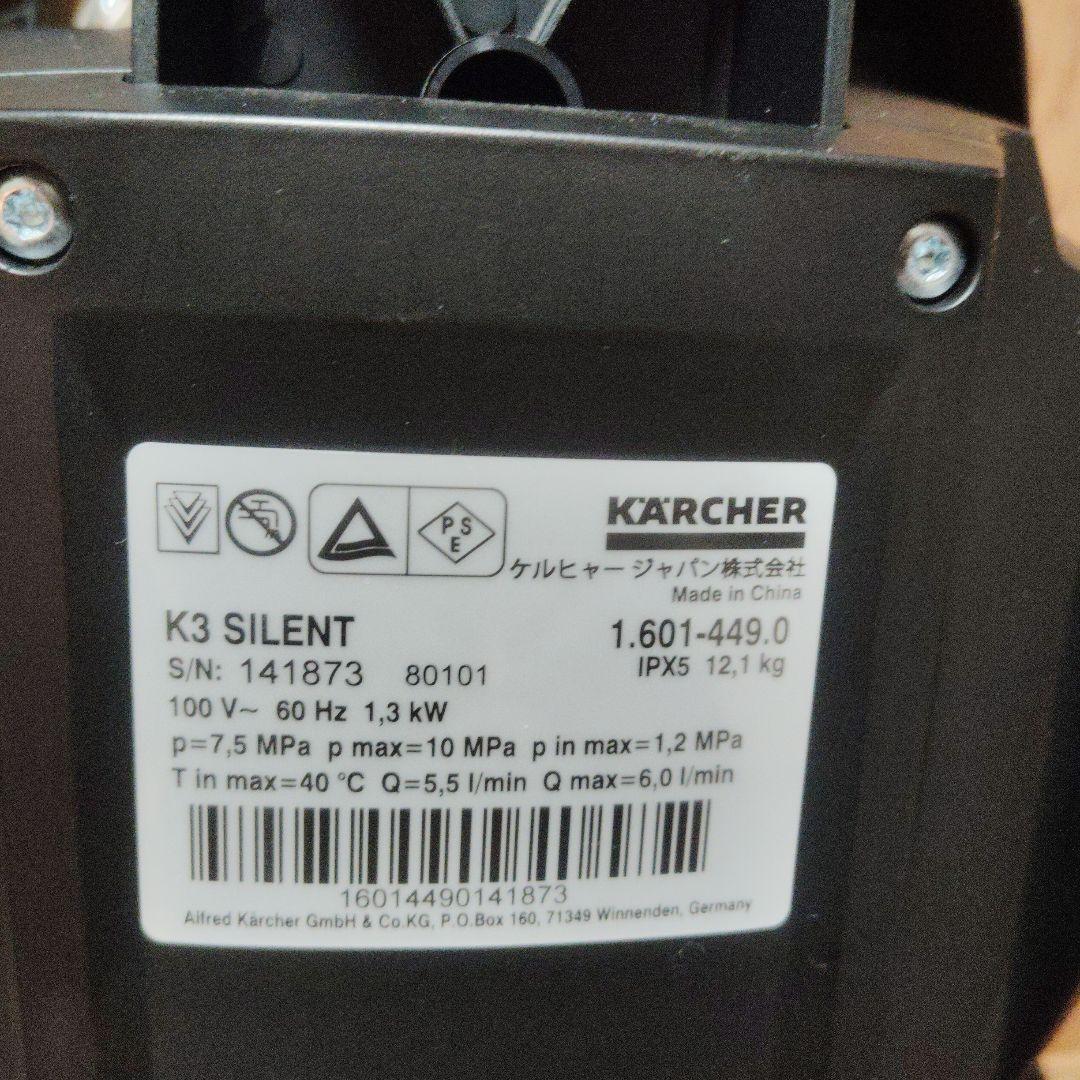 PS
E
KÄRCHER
ケルヒャー ジャパン株式会社
Made in China
K3 SILENT
1.601-449.0
S/N: 141873 80101
IPX5 12,1 kg
100 V~ 60 Hz 1,3 kW
p=7,5 MPa p max=10 MPa p in max=1,2 MPa
T in max=40 °C Q=5,5 l/min Q max=6,0 l/min
16014490141873
Alfred Kärcher GmbH & Co.KG, P.O.Box 160, 71349 Winnenden, Germany